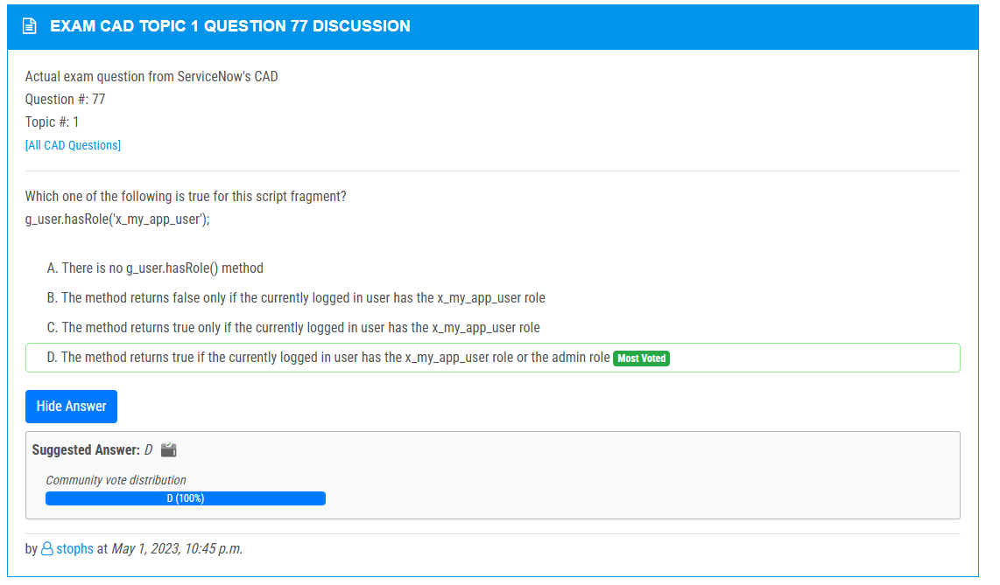 EXAM CAD TOPIC 1 QUESTION 77 DISCUSSION
Actual exam question from ServiceNow's CAD
Question #: 77
Topic #: 1
[All CAD Questions]
Which one of the following is true for this script fragment?
g_user.hasRole('x_my_app_user');
A. There is no g_user.hasRole() method
B. The method returns false only if the currently logged in user has the x_my_app_user role
C. The method returns true only if the currently logged in user has the x_my_app_user role
D. The method returns true if the currently logged in user has the x_my_app_user role or the admin role Most Voted
Hide Answer
Suggested Answer: D
Community vote distribution
D (100%)
by stophs at May 1, 2023, 10:45 p.m.